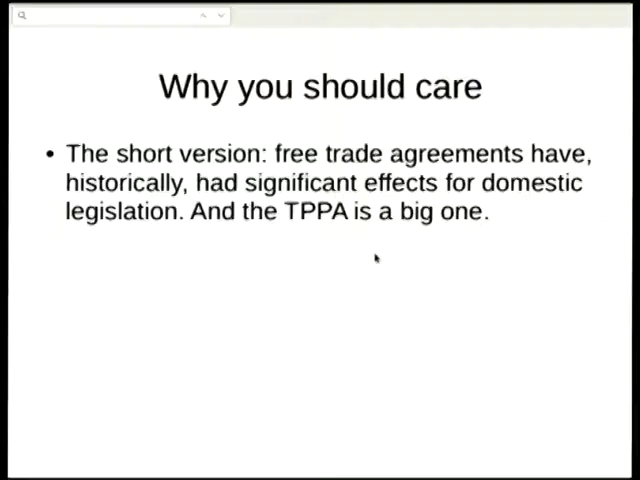 Why you should care
• The short version: free trade agreements have,
historically, had significant effects for domestic
legislation. And the TPPA is a big one.